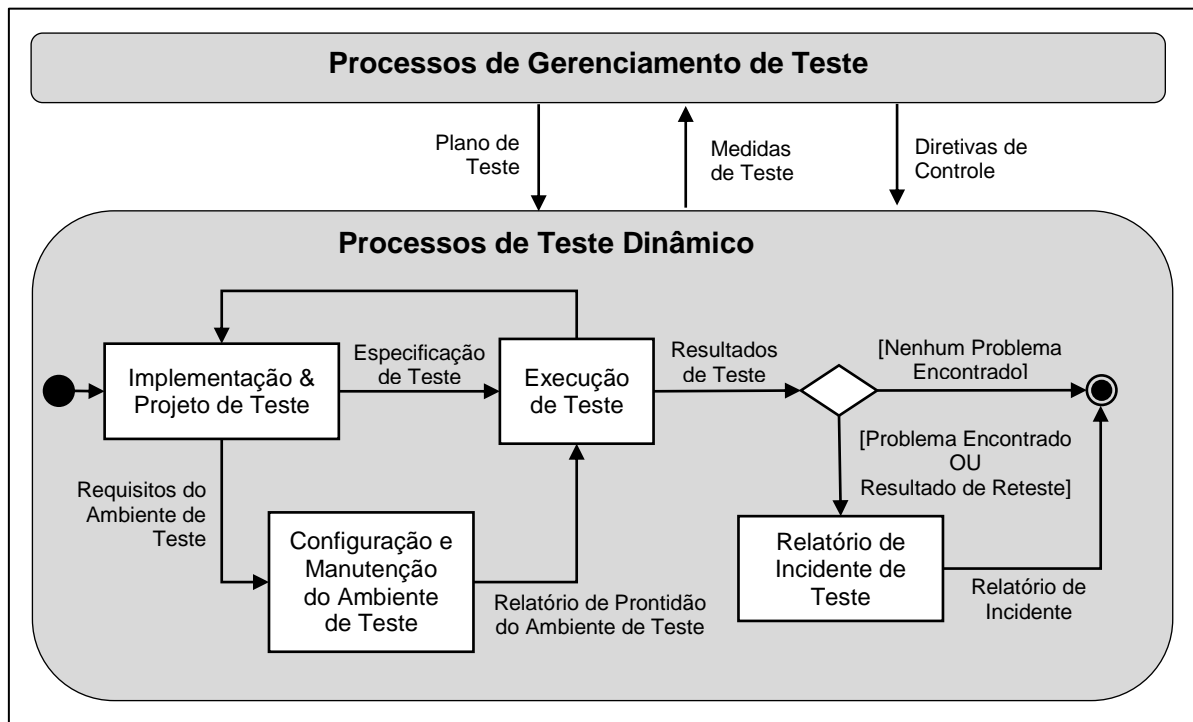 Processos de Gerenciamento de Teste
Plano de
Teste
Medidas
de Teste
Diretivas de
Controle
Processos de Teste Dinâmico
Implementação &
Projeto de Teste
Especificação
de Teste
Execução
de Teste
Resultados
de Teste
[Nenhum Problema
Encontrado]
[Problema Encontrado
OU
Resultado de Reteste]
Requisitos do
Ambiente de
Teste
Configuração e
Manutenção
do Ambiente
de Teste
Relatório de Prontidão
do Ambiente de Teste
Relatório de
Incidente de
Teste
Relatório de
Incidente